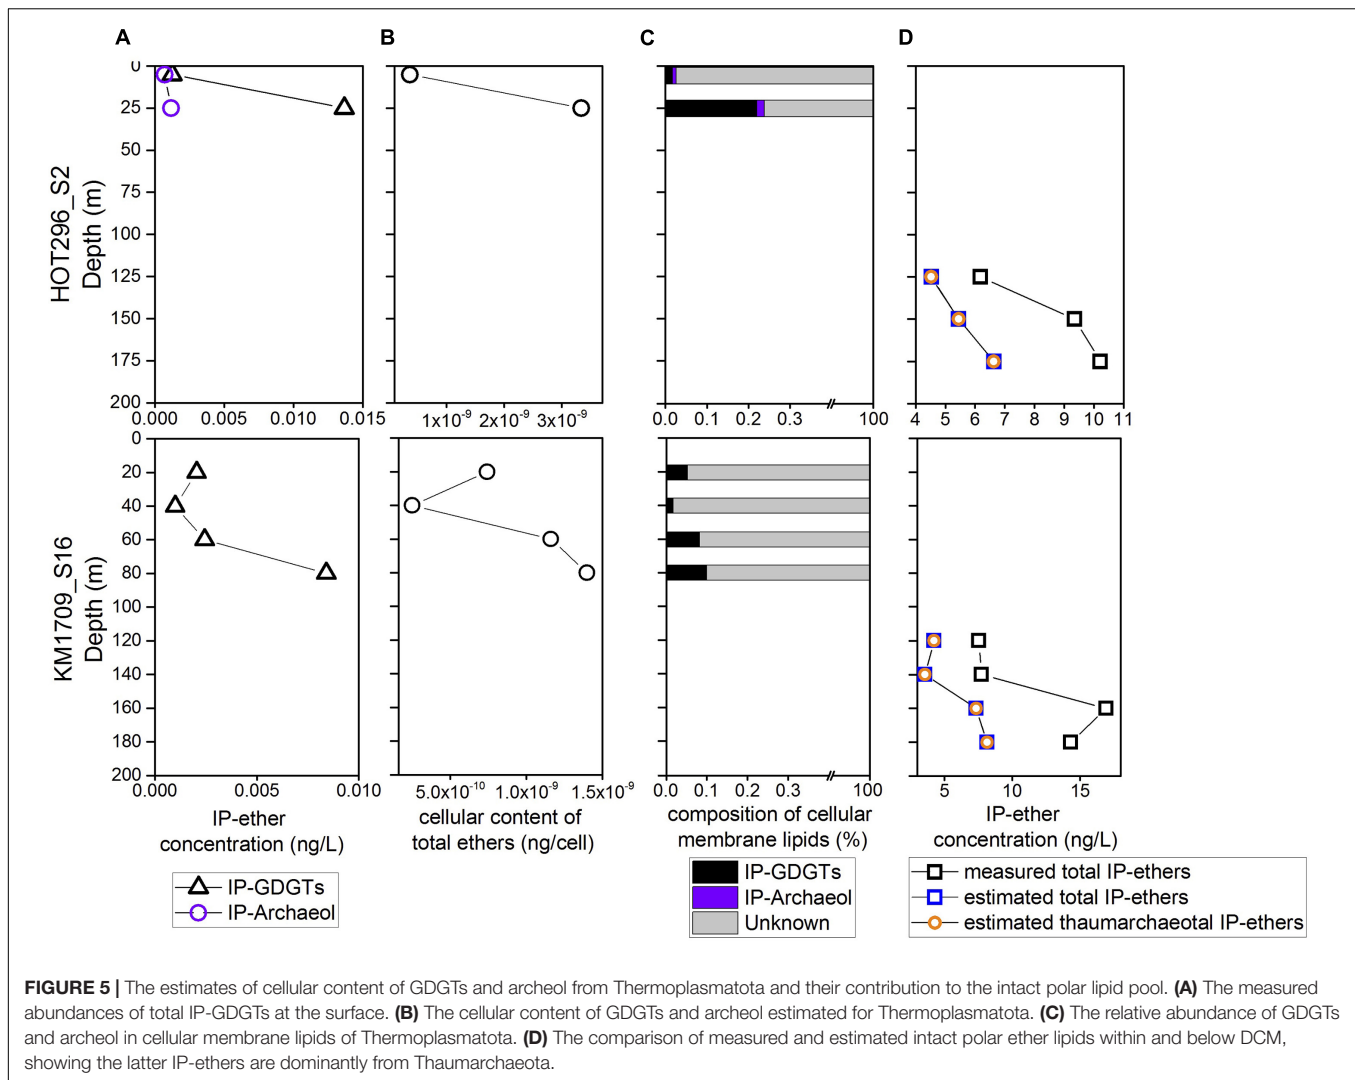 A B C D
0
25
50
75
100
125
150
175
200
HOT296_S2
Depth (m)
0.000 0.005 0.010 0.015
1x10⁻⁹ 2x10⁻⁹ 3x10⁻⁹
0.0 0.1 0.2 0.3 100
4 5 6 7 8 9 10 11
0
20
40
60
80
100
120
140
160
180
200
KM1709_S16
Depth (m)
0.000 0.005 0.010
5.0x10⁻¹⁰ 1.0x10⁻⁹ 1.5x10⁻⁹
0.0 0.1 0.2 0.3 100
5 10 15
IP-ether
concentration (ng/L)
cellular content of
total ethers (ng/cell)
composition of cellular
membrane lipids (%)
IP-ether
concentration (ng/L)
IP-GDGTs
IP-Archaeol
IP-GDGTs
IP-Archaeol
Unknown
measured total IP-ethers
estimated total IP-ethers
estimated thaumarchaeotal IP-ethers
FIGURE 5 | The estimates of cellular content of GDGTs and archeol from Thermoplasmatota and their contribution to the intact polar lipid pool. (A) The measured
abundances of total IP-GDGTs at the surface. (B) The cellular content of GDGTs and archeol estimated for Thermoplasmatota. (C) The relative abundance of GDGTs
and archeol in cellular membrane lipids of Thermoplasmatota. (D) The comparison of measured and estimated intact polar ether lipids within and below DCM,
showing the latter IP-ethers are dominantly from Thaumarchaeota.